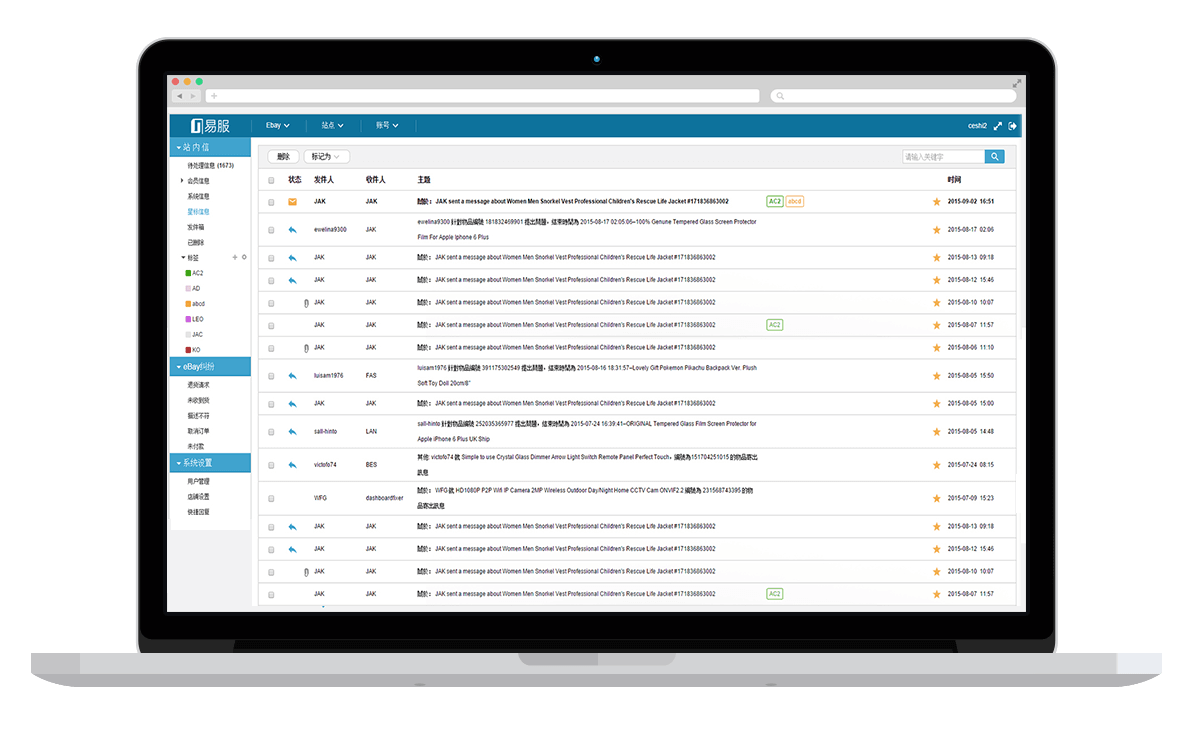 易服
Ebay
站点
账号
ceshi2
站内信
待处理信息 (1673)
会员信息
系统信息
星标信息
发件箱
已删除
标签
AC2
AD
abcd
LEO
JAC
KO
eBay纠纷
退货请求
未收到货
描述不符
取消订单
未付款
系统设置
用户管理
店铺设置
快捷回复
删除 标记为 请输入关键字
状态 发件人 收件人 主题 时间
JAK JAK 關於: JAK sent a message about Women Men Snorkel Vest Professional Children's Rescue Life Jacket #171836863002 AC2 abcd 2015-09-02 16:51
ewelina9300 JAK ewelina9300 針對物品編號 181832469901 提出問題,結束時間為 2015-08-17 02:05:06–100% Genune Tempered Glass Screen Protector 2015-08-17 02:06
Film For Apple Iphone 6 Plus
JAK JAK 關於: JAK sent a message about Women Men Snorkel Vest Professional Children's Rescue Life Jacket #171836863002 2015-08-13 09:18
JAK JAK 關於: JAK sent a message about Women Men Snorkel Vest Professional Children's Rescue Life Jacket #171836863002 2015-08-12 15:46
JAK JAK 關於: JAK sent a message about Women Men Snorkel Vest Professional Children's Rescue Life Jacket #171836863002 2015-08-10 10:07
JAK JAK 關於: JAK sent a message about Women Men Snorkel Vest Professional Children's Rescue Life Jacket #171836863002 AC2 2015-08-07 11:57
JAK JAK 關於: JAK sent a message about Women Men Snorkel Vest Professional Children's Rescue Life Jacket #171836863002 2015-08-06 11:10
luisam1976 FAS luisam1976 針對物品編號 391175302549 提出問題,結束時間為 2015-08-16 18:31:57–Lovely Gift Pokemon Pikachu Backpack Ver. Plush 2015-08-05 15:50
Soft Toy Doll 20cm/8"
JAK JAK 關於: JAK sent a message about Women Men Snorkel Vest Professional Children's Rescue Life Jacket #171836863002 2015-08-05 15:00
sall-hinto LAN sall-hinto 針對物品編號 252035365977 提出問題,結束時間為 2015-07-24 16:39:41–ORIGINAL Tempered Glass Film Screen Protector for 2015-08-05 14:48
Apple iPhone 6 Plus UK Ship
victofo74 BES 其他: victofo74 就 Simple to use Crystal Glass Dimmer Arrow Light Switch Remote Panel Perfect Touch,編號為151704251015 的物品寄出 2015-07-24 08:15
訊息
WFG dashboardfixer 關於: WFG 就 HD1080P P2P Wifi IP Camera 2MP Wireless Outdoor Day/Night Home CCTV Cam ONVIF2.2 編號為 231568743395 的物 2015-07-09 15:23
品寄出訊息
JAK JAK 關於: JAK sent a message about Women Men Snorkel Vest Professional Children's Rescue Life Jacket #171836863002 2015-08-13 09:18
JAK JAK 關於: JAK sent a message about Women Men Snorkel Vest Professional Children's Rescue Life Jacket #171836863002 2015-08-12 15:46
JAK JAK 關於: JAK sent a message about Women Men Snorkel Vest Professional Children's Rescue Life Jacket #171836863002 2015-08-10 10:07
JAK JAK 關於: JAK sent a message about Women Men Snorkel Vest Professional Children's Rescue Life Jacket #171836863002 AC2 2015-08-07 11:57